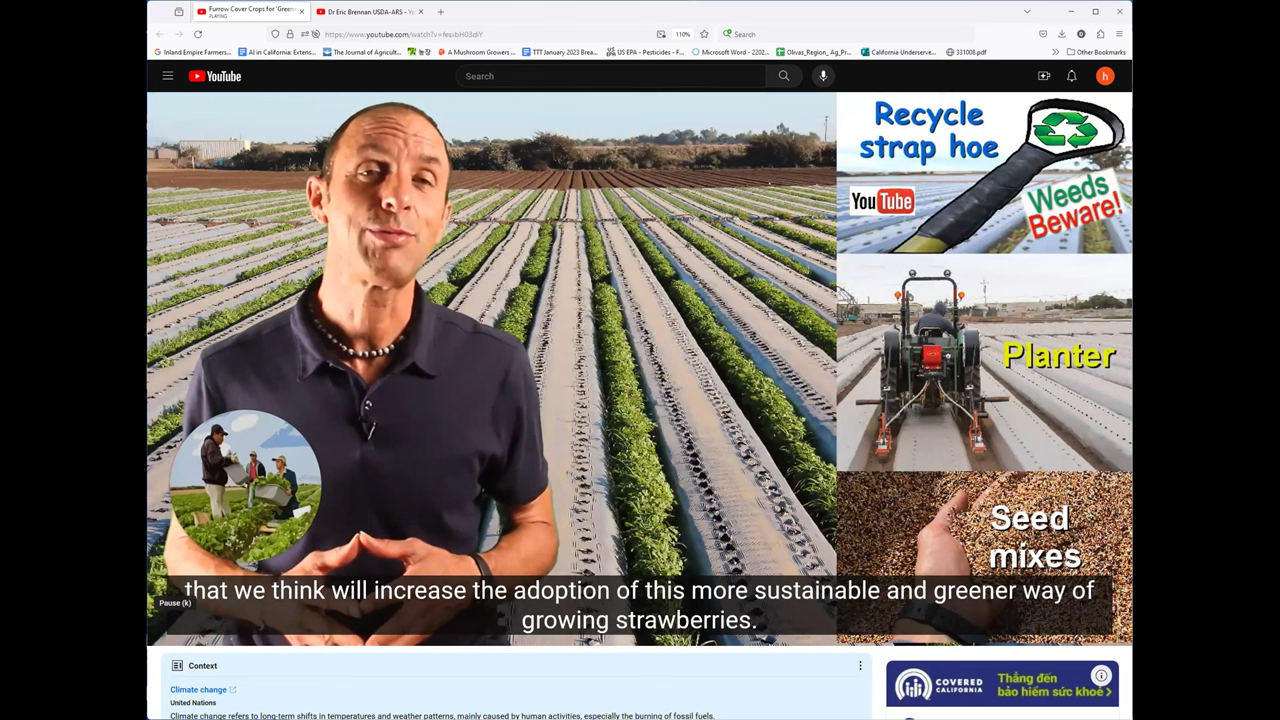 Furrow Cover Crops for 'Greene
PLAYING
Dr Eric Brennan USDA-ARS - Yo
110%
Search
Inland Empire Farmers...
AI in California: Extens...
The Journal of Agricult...
농장
A Mushroom Growers ...
TTT January 2023 Brea...
US EPA - Pesticides - F...
Microsoft Word - 2202...
Olivas_Region_ Ag_Pr...
California Underserve...
331008.pdf
Other Bookmarks
YouTube
Search
h
Recycle
strap hoe
YouTube
Weeds
Beware!
Planter
Seed
mixes
that we think will increase the adoption of this more sustainable and greener way of
growing strawberries.
Pause (k)
Context
Climate change
United Nations
Climate change refers to long-term shifts in temperatures and weather patterns, mainly caused by human activities, especially the burning of fossil fuels.
COVERED
CALIFORNIA
Thẳng đến
bảo hiểm sức khoẻ